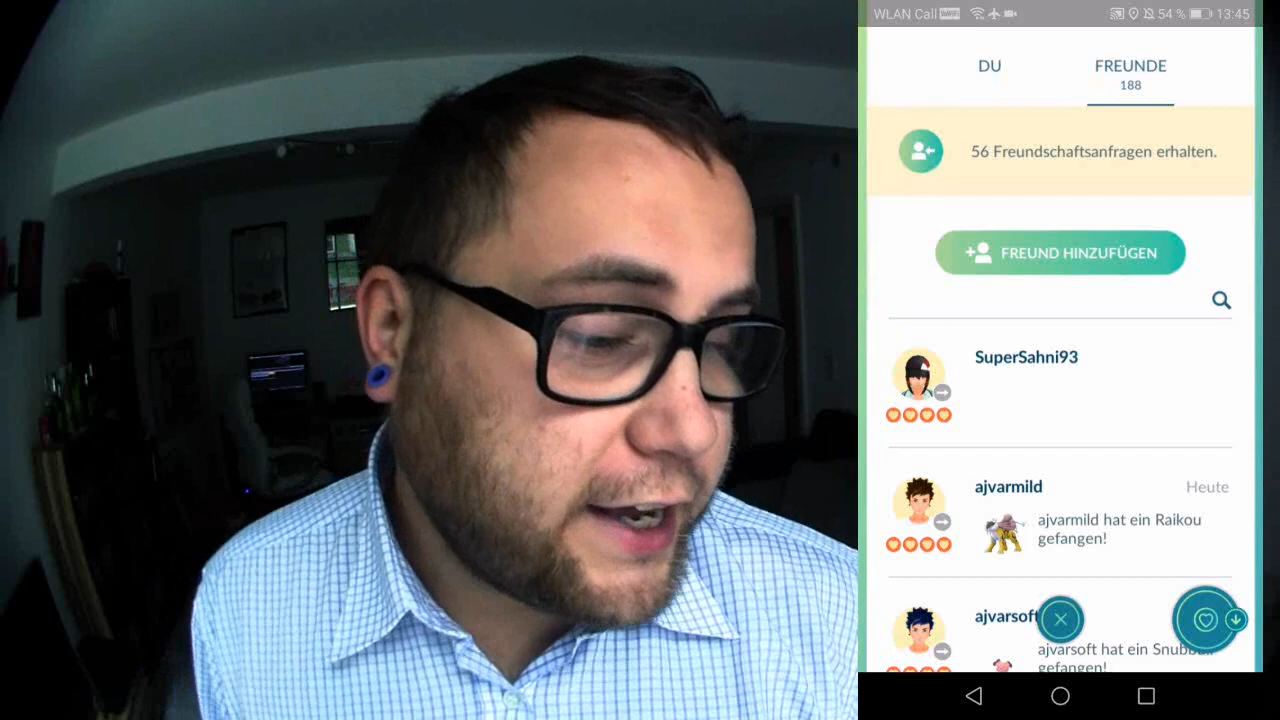 WLAN Call
54 %
13:45
DU
FREUNDE
188
56 Freundschaftsanfragen erhalten.
FREUND HINZUFÜGEN
SuperSahni93
ajvarmild
Heute
ajvarmild hat ein Raikou
gefangen!
ajvarsoft
ajvarsoft hat ein Snubbull
gefangen!